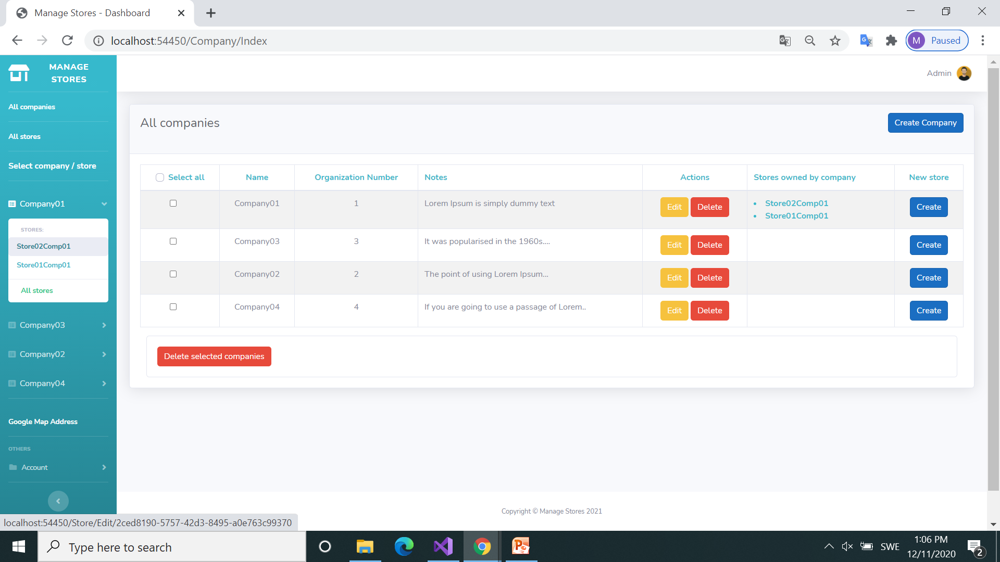 Manage Stores - Dashboard
localhost:54450/Company/Index
M Paused
MANAGE
STORES
Admin
All companies
All stores
Select company / store
Company01
STORES:
Store02Comp01
Store01Comp01
All stores
Company03
Company02
Company04
Google Map Address
OTHERS
Account
All companies
Create Company
Select all Name Organization Number Notes Actions Stores owned by company New store
Company01 1 Lorem Ipsum is simply dummy text Edit Delete Store02Comp01 Create
Store01Comp01
Company03 3 It was popularised in the 1960s.... Edit Delete Create
Company02 2 The point of using Lorem Ipsum... Edit Delete Create
Company04 4 If you are going to use a passage of Lorem.. Edit Delete Create
Delete selected companies
Copyright © Manage Stores 2021
localhost:54450/Store/Edit/2ced8190-5757-42d3-8495-a0e763c99370
Type here to search
SWE
1:06 PM
12/11/2020
2